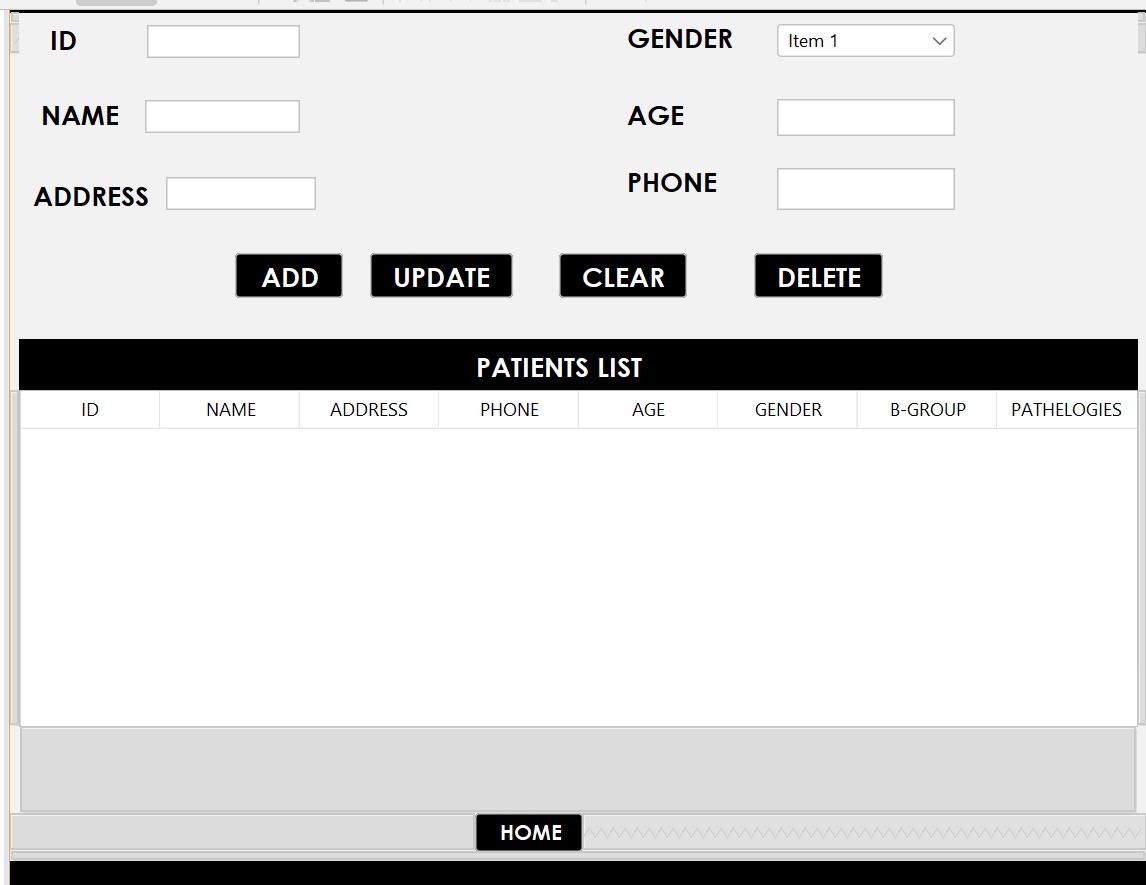 ID GENDER Item 1
NAME AGE
ADDRESS PHONE
ADD UPDATE CLEAR DELETE
PATIENTS LIST
ID NAME ADDRESS PHONE AGE GENDER B-GROUP PATHELOGIES
HOME